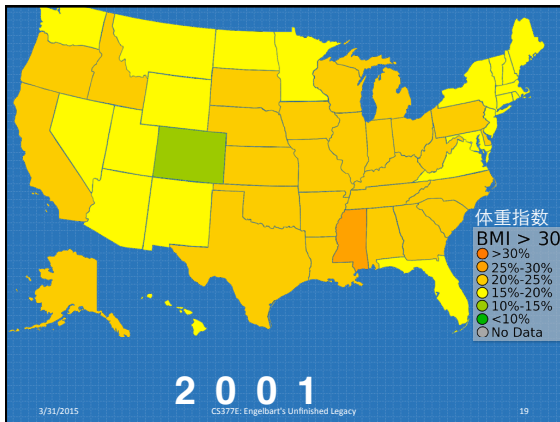 体重指数
BMI > 30
>30%
25%-30%
20%-25%
15%-20%
10%-15%
<10%
No Data
2001
3/31/2015
CS377E: Engelbart's Unfinished Legacy
19